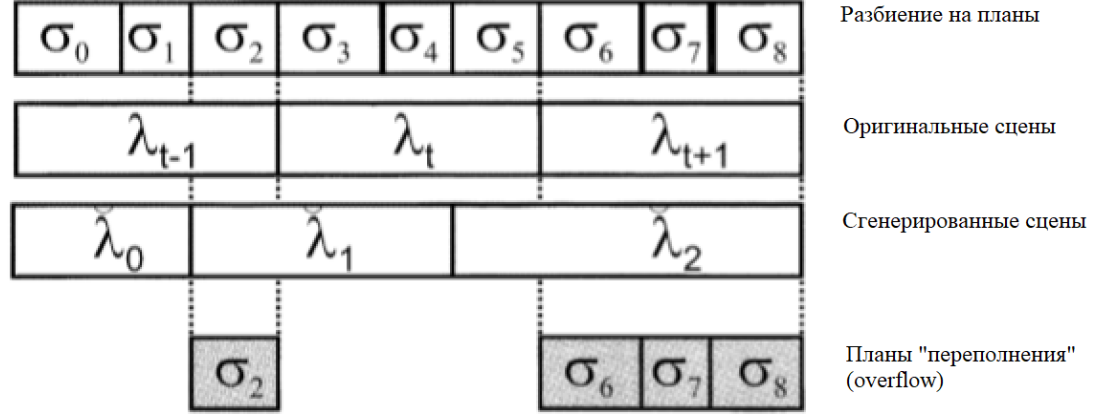 σ0 σ1 σ2 σ3 σ4 σ5 σ6 σ7 σ8 Разбиение на планы
λt-1 λt λt+1 Оригинальные сцены
λ̆0 λ̆1 λ̆2 Сгенерированные сцены
σ2 σ6 σ7 σ8 Планы "переполнения"
(overflow)